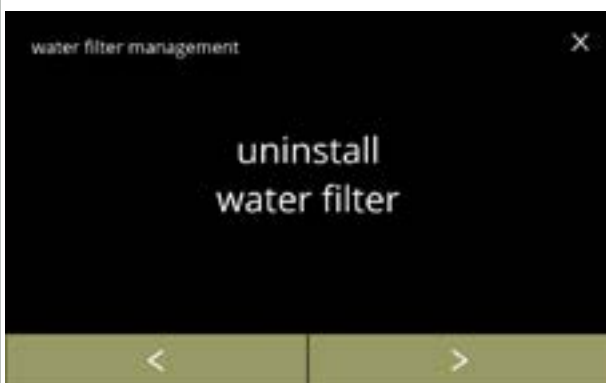 water filter management
×
uninstall
water filter
< >